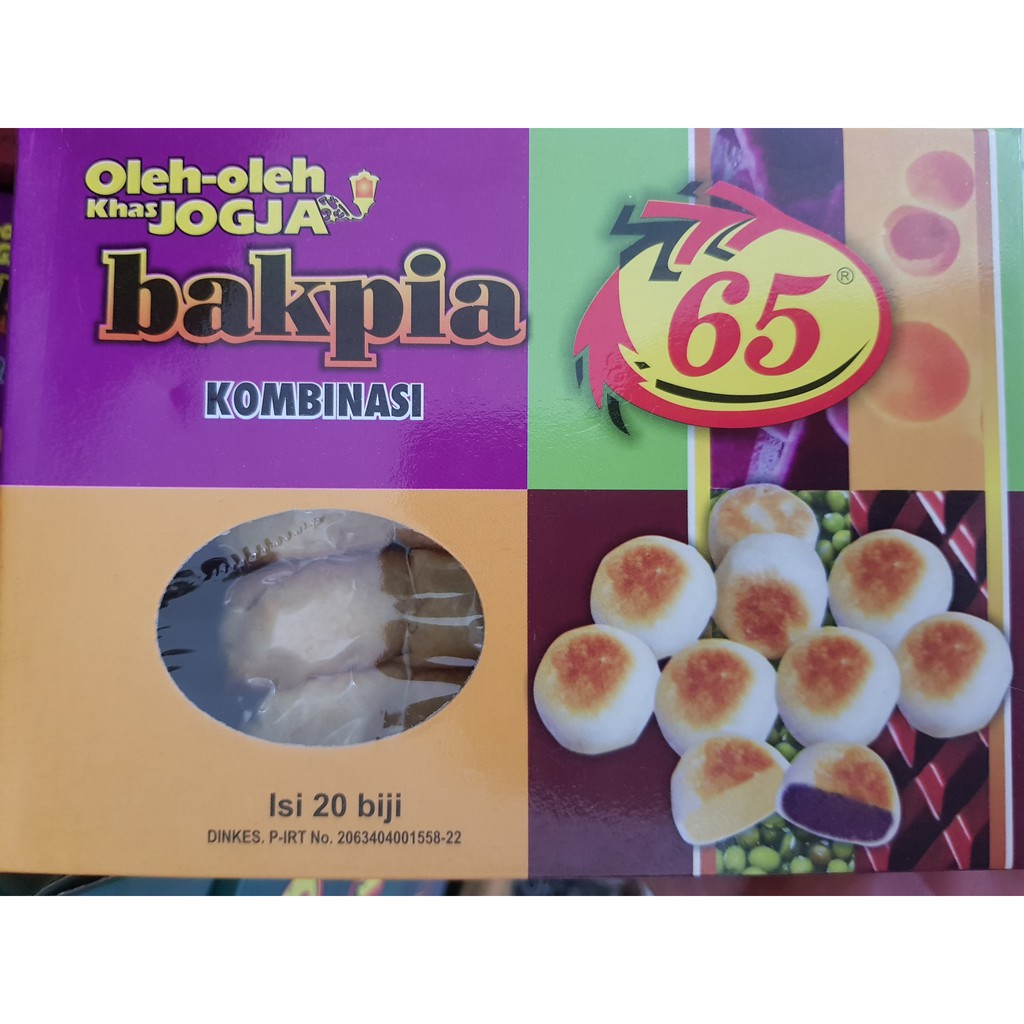 Oleh-oleh
Khas JOGJA
bakpia
KOMBINASI
65®
Isi 20 biji
DINKES. P-IRT No. 2063404001558-22